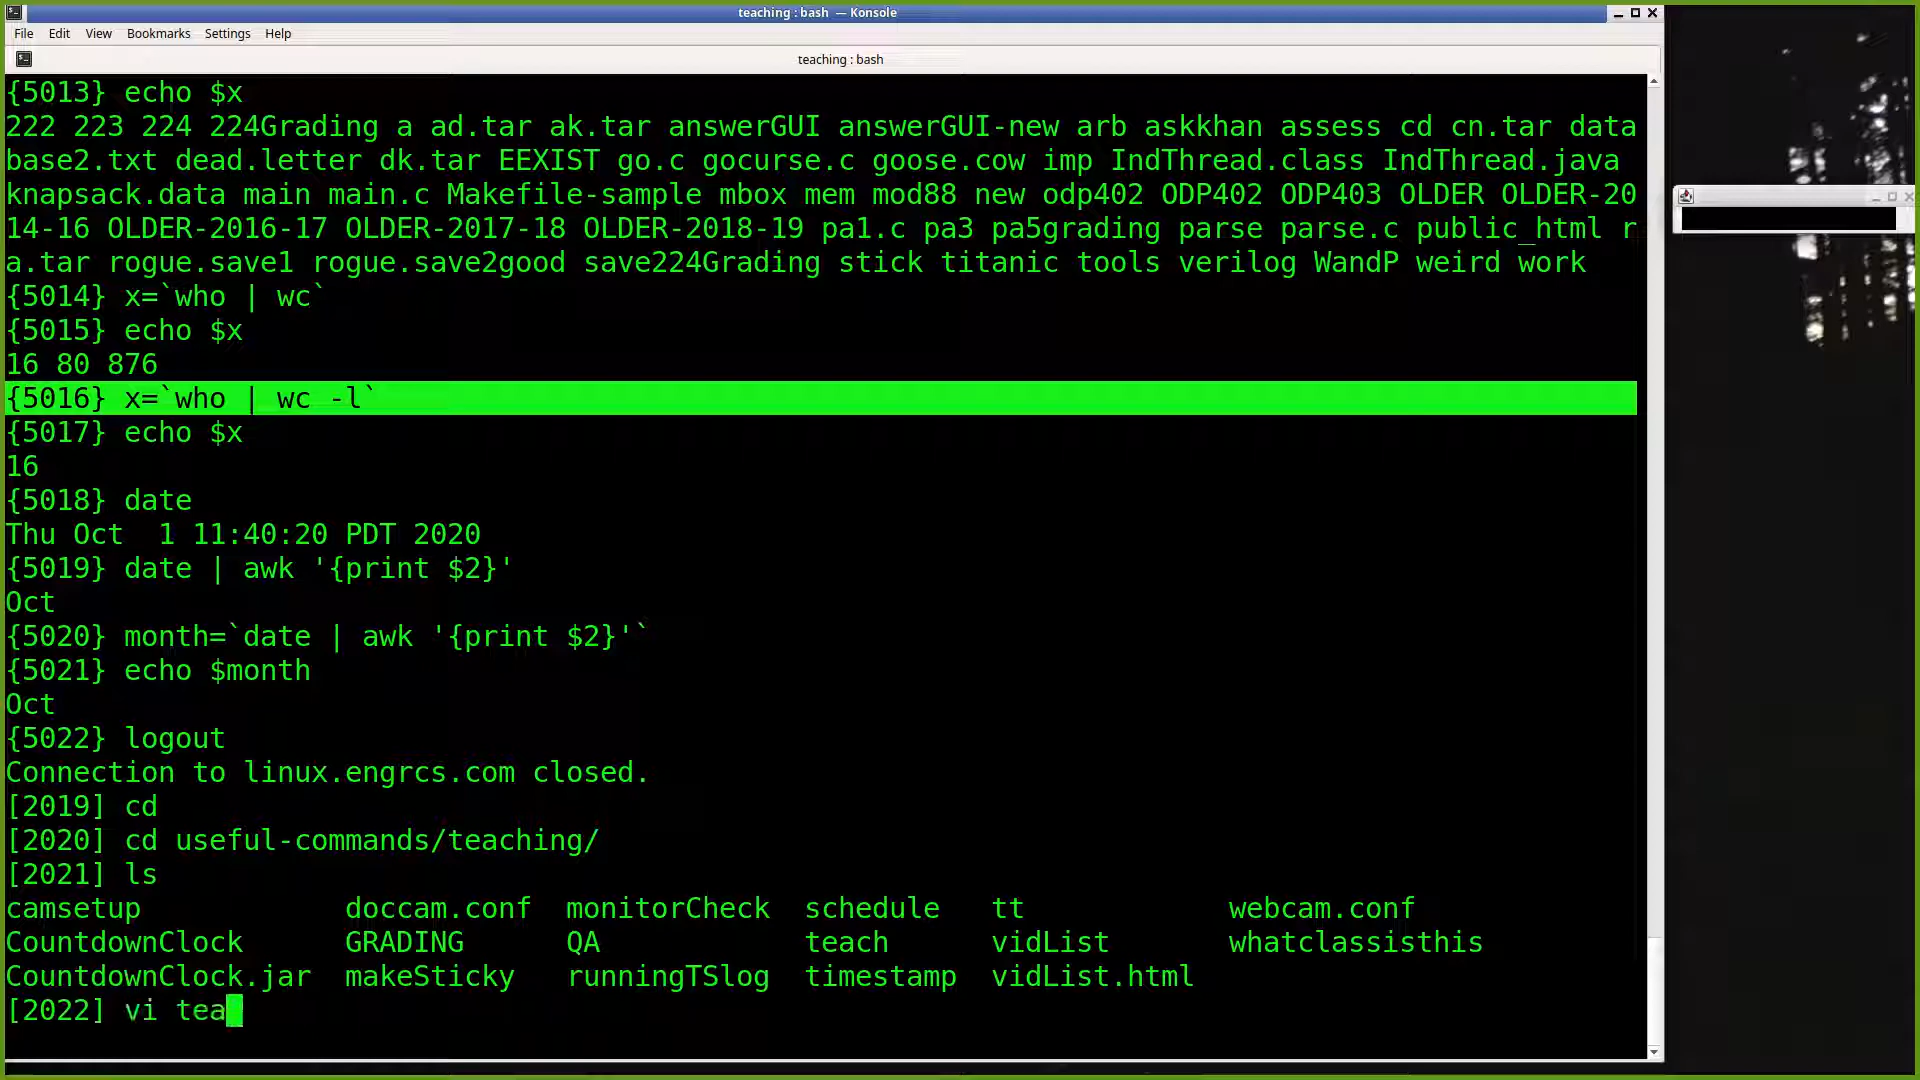 teaching : bash — Konsole
File Edit View Bookmarks Settings Help
teaching : bash
{5013} echo $x
222 223 224 224Grading a ad.tar ak.tar answerGUI answerGUI-new arb askkhan assess cd cn.tar data
base2.txt dead.letter dk.tar EEXIST go.c gocurse.c goose.cow imp IndThread.class IndThread.java
knapsack.data main main.c Makefile-sample mbox mem mod88 new odp402 ODP402 ODP403 OLDER OLDER-20
14-16 OLDER-2016-17 OLDER-2017-18 OLDER-2018-19 pa1.c pa3 pa5grading parse parse.c public_html r
a.tar rogue.save1 rogue.save2good save224Grading stick titanic tools verilog WandP weird work
{5014} x=`who | wc`
{5015} echo $x
16 80 876
{5016} x=`who | wc -l`
{5017} echo $x
16
{5018} date
Thu Oct  1 11:40:20 PDT 2020
{5019} date | awk '{print $2}'
Oct
{5020} month=`date | awk '{print $2}'`
{5021} echo $month
Oct
{5022} logout
Connection to linux.engrcs.com closed.
[2019] cd
[2020] cd useful-commands/teaching/
[2021] ls
camsetup doccam.conf monitorCheck schedule tt webcam.conf
CountdownClock GRADING QA teach vidList whatclassisthis
CountdownClock.jar makeSticky runningTSlog timestamp vidList.html
[2022] vi tea